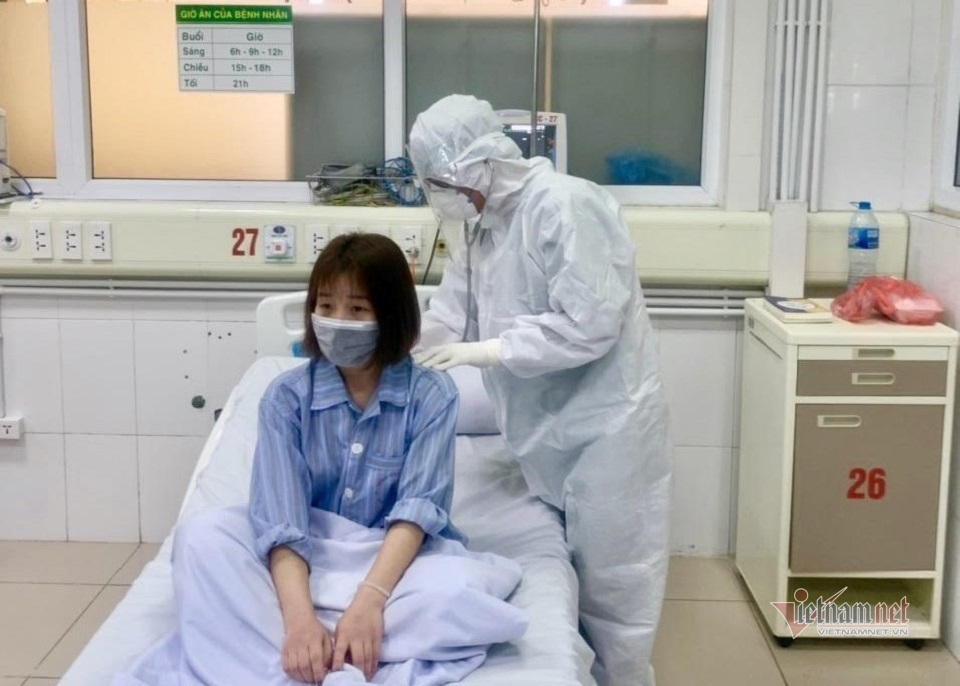 GIỜ ĂN CỦA BỆNH NHÂN
Buổi Giờ
Sáng 6h - 9h - 12h
Chiều 15h - 18h
Tối 21h
27
26
Vietnamnet
VIETNAMNET.VN